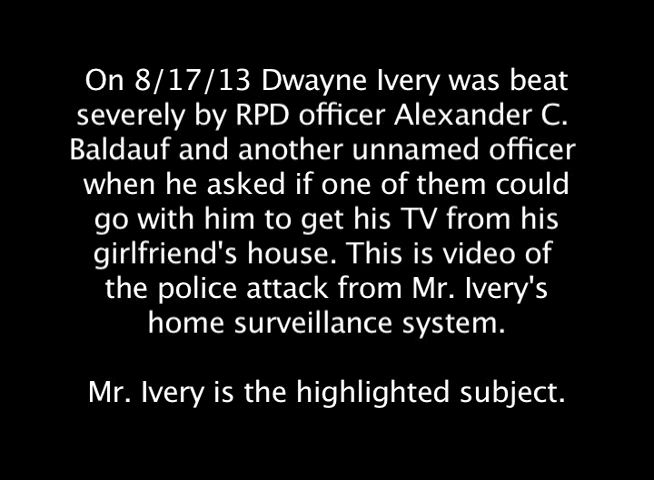 On 8/17/13 Dwayne Ivery was beat
severely by RPD officer Alexander C.
Baldauf and another unnamed officer
when he asked if one of them could
go with him to get his TV from his
girlfriend's house. This is video of
the police attack from Mr. Ivery's
home surveillance system.
Mr. Ivery is the highlighted subject.